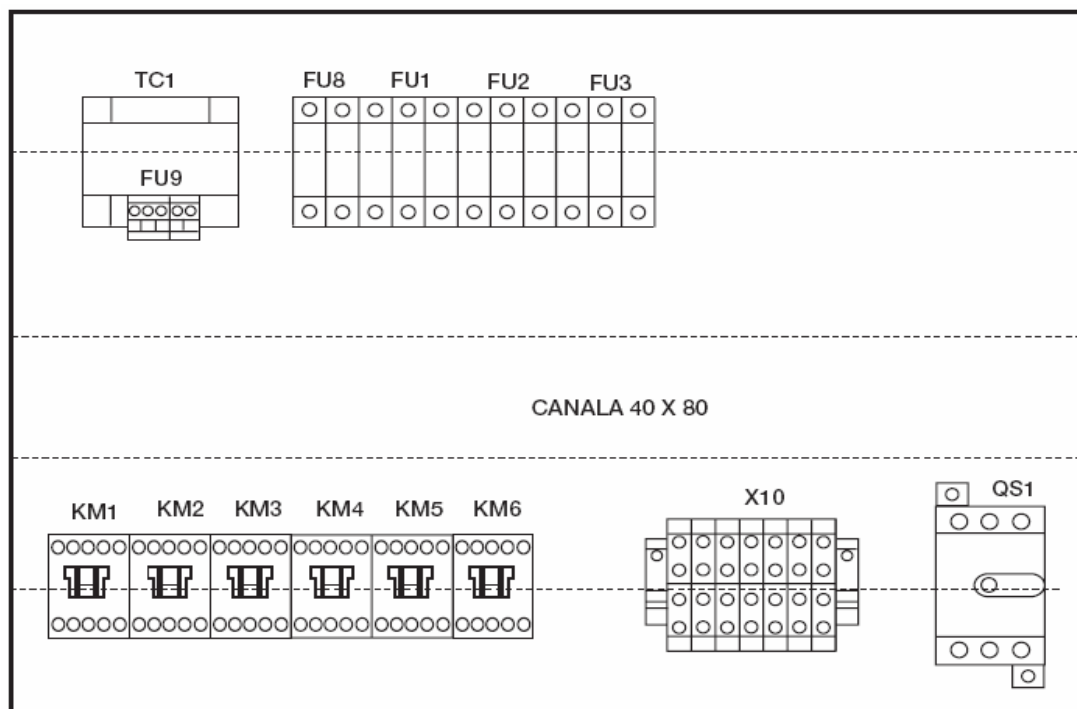 TC1
FU8 FU1 FU2 FU3
FU9
CANALA 40 X 80
KM1 KM2 KM3 KM4 KM5 KM6
X10
QS1